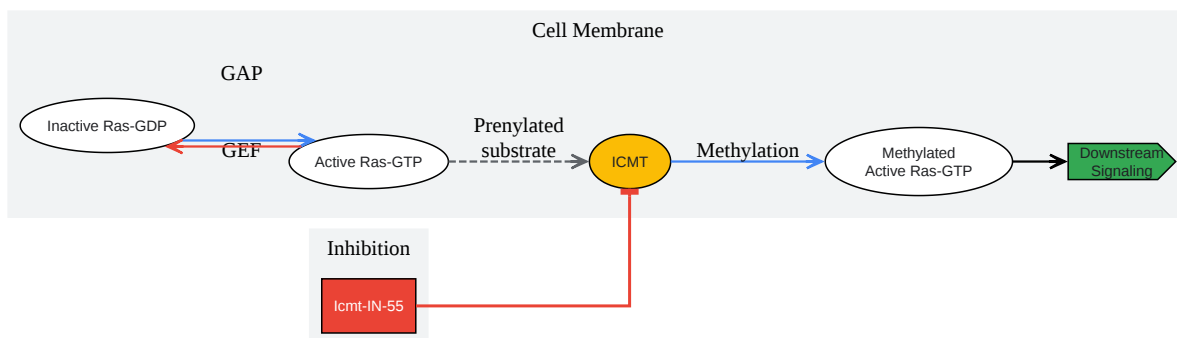 Cell Membrane
GAP
Inactive Ras-GDP
GEF
Active Ras-GTP
Prenylated
substrate
ICMT
Methylation
Methylated
Active Ras-GTP
Downstream
Signaling
Inhibition
Icmt-IN-55